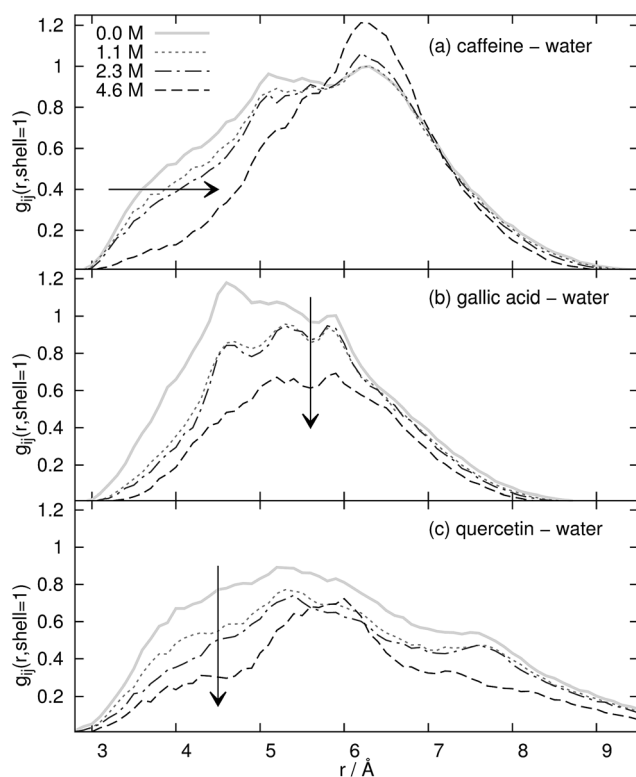 0.0 M
1.1 M
2.3 M
4.6 M
(a) caffeine – water
1.2
1
0.8
0.6
0.4
0.2
g_ij(r,shell=1)
(b) gallic acid – water
1.2
1
0.8
0.6
0.4
0.2
g_ij(r,shell=1)
(c) quercetin – water
1.2
1
0.8
0.6
0.4
0.2
g_ij(r,shell=1)
3 4 5 6 7 8 9
r / Å